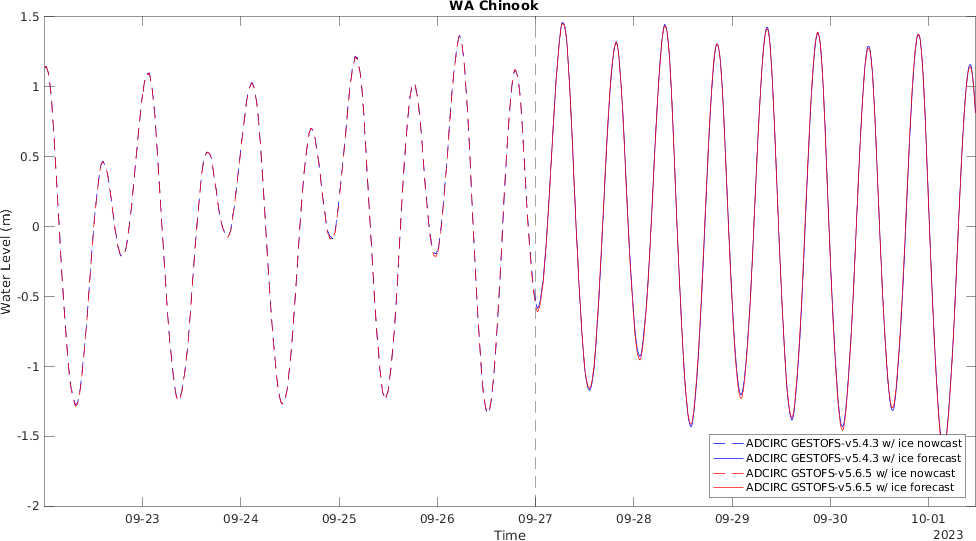 WA Chinook
1.5
1
0.5
0
-0.5
-1
-1.5
-2
Water Level (m)
ADCIRC GESTOFS-v5.4.3 w/ ice nowcast
ADCIRC GESTOFS-v5.4.3 w/ ice forecast
ADCIRC GSTOFS-v5.6.5 w/ ice nowcast
ADCIRC GSTOFS-v5.6.5 w/ ice forecast
09-23 09-24 09-25 09-26 09-27 09-28 09-29 09-30 10-01
Time
2023